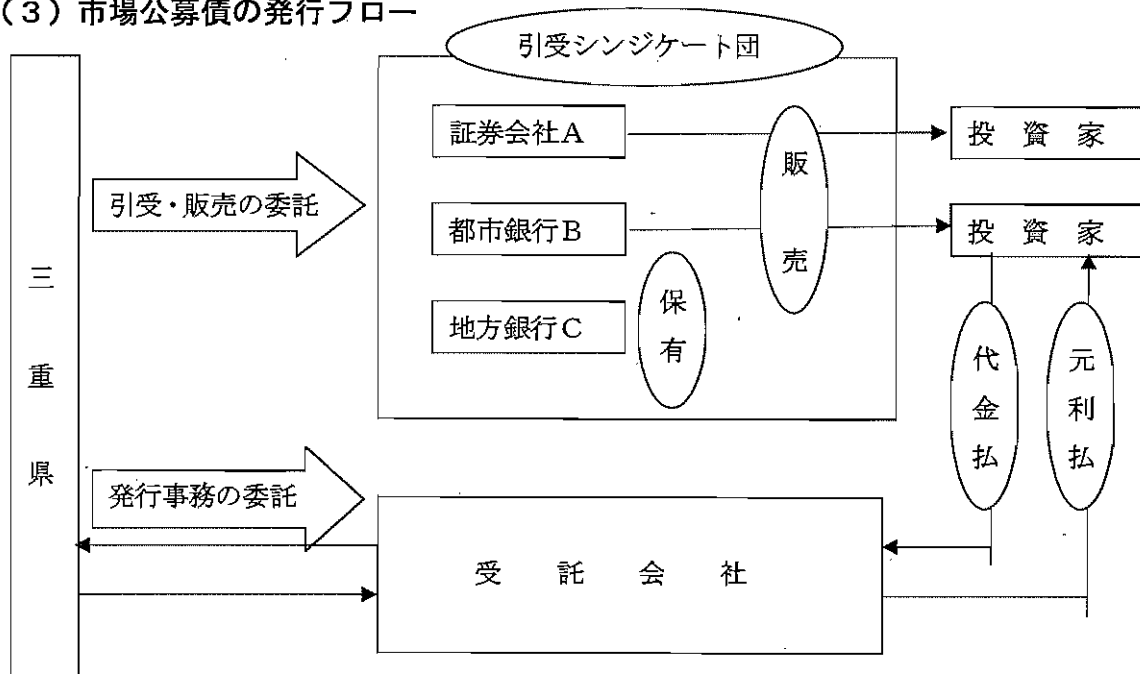 （３）市場公募債の発行フロー
引受シンジケート団
証券会社A
投資家
販売
引受・販売の委託
都市銀行B
投資家
保有
地方銀行C
三重県
代金払
元利払
発行事務の委託
受託会社